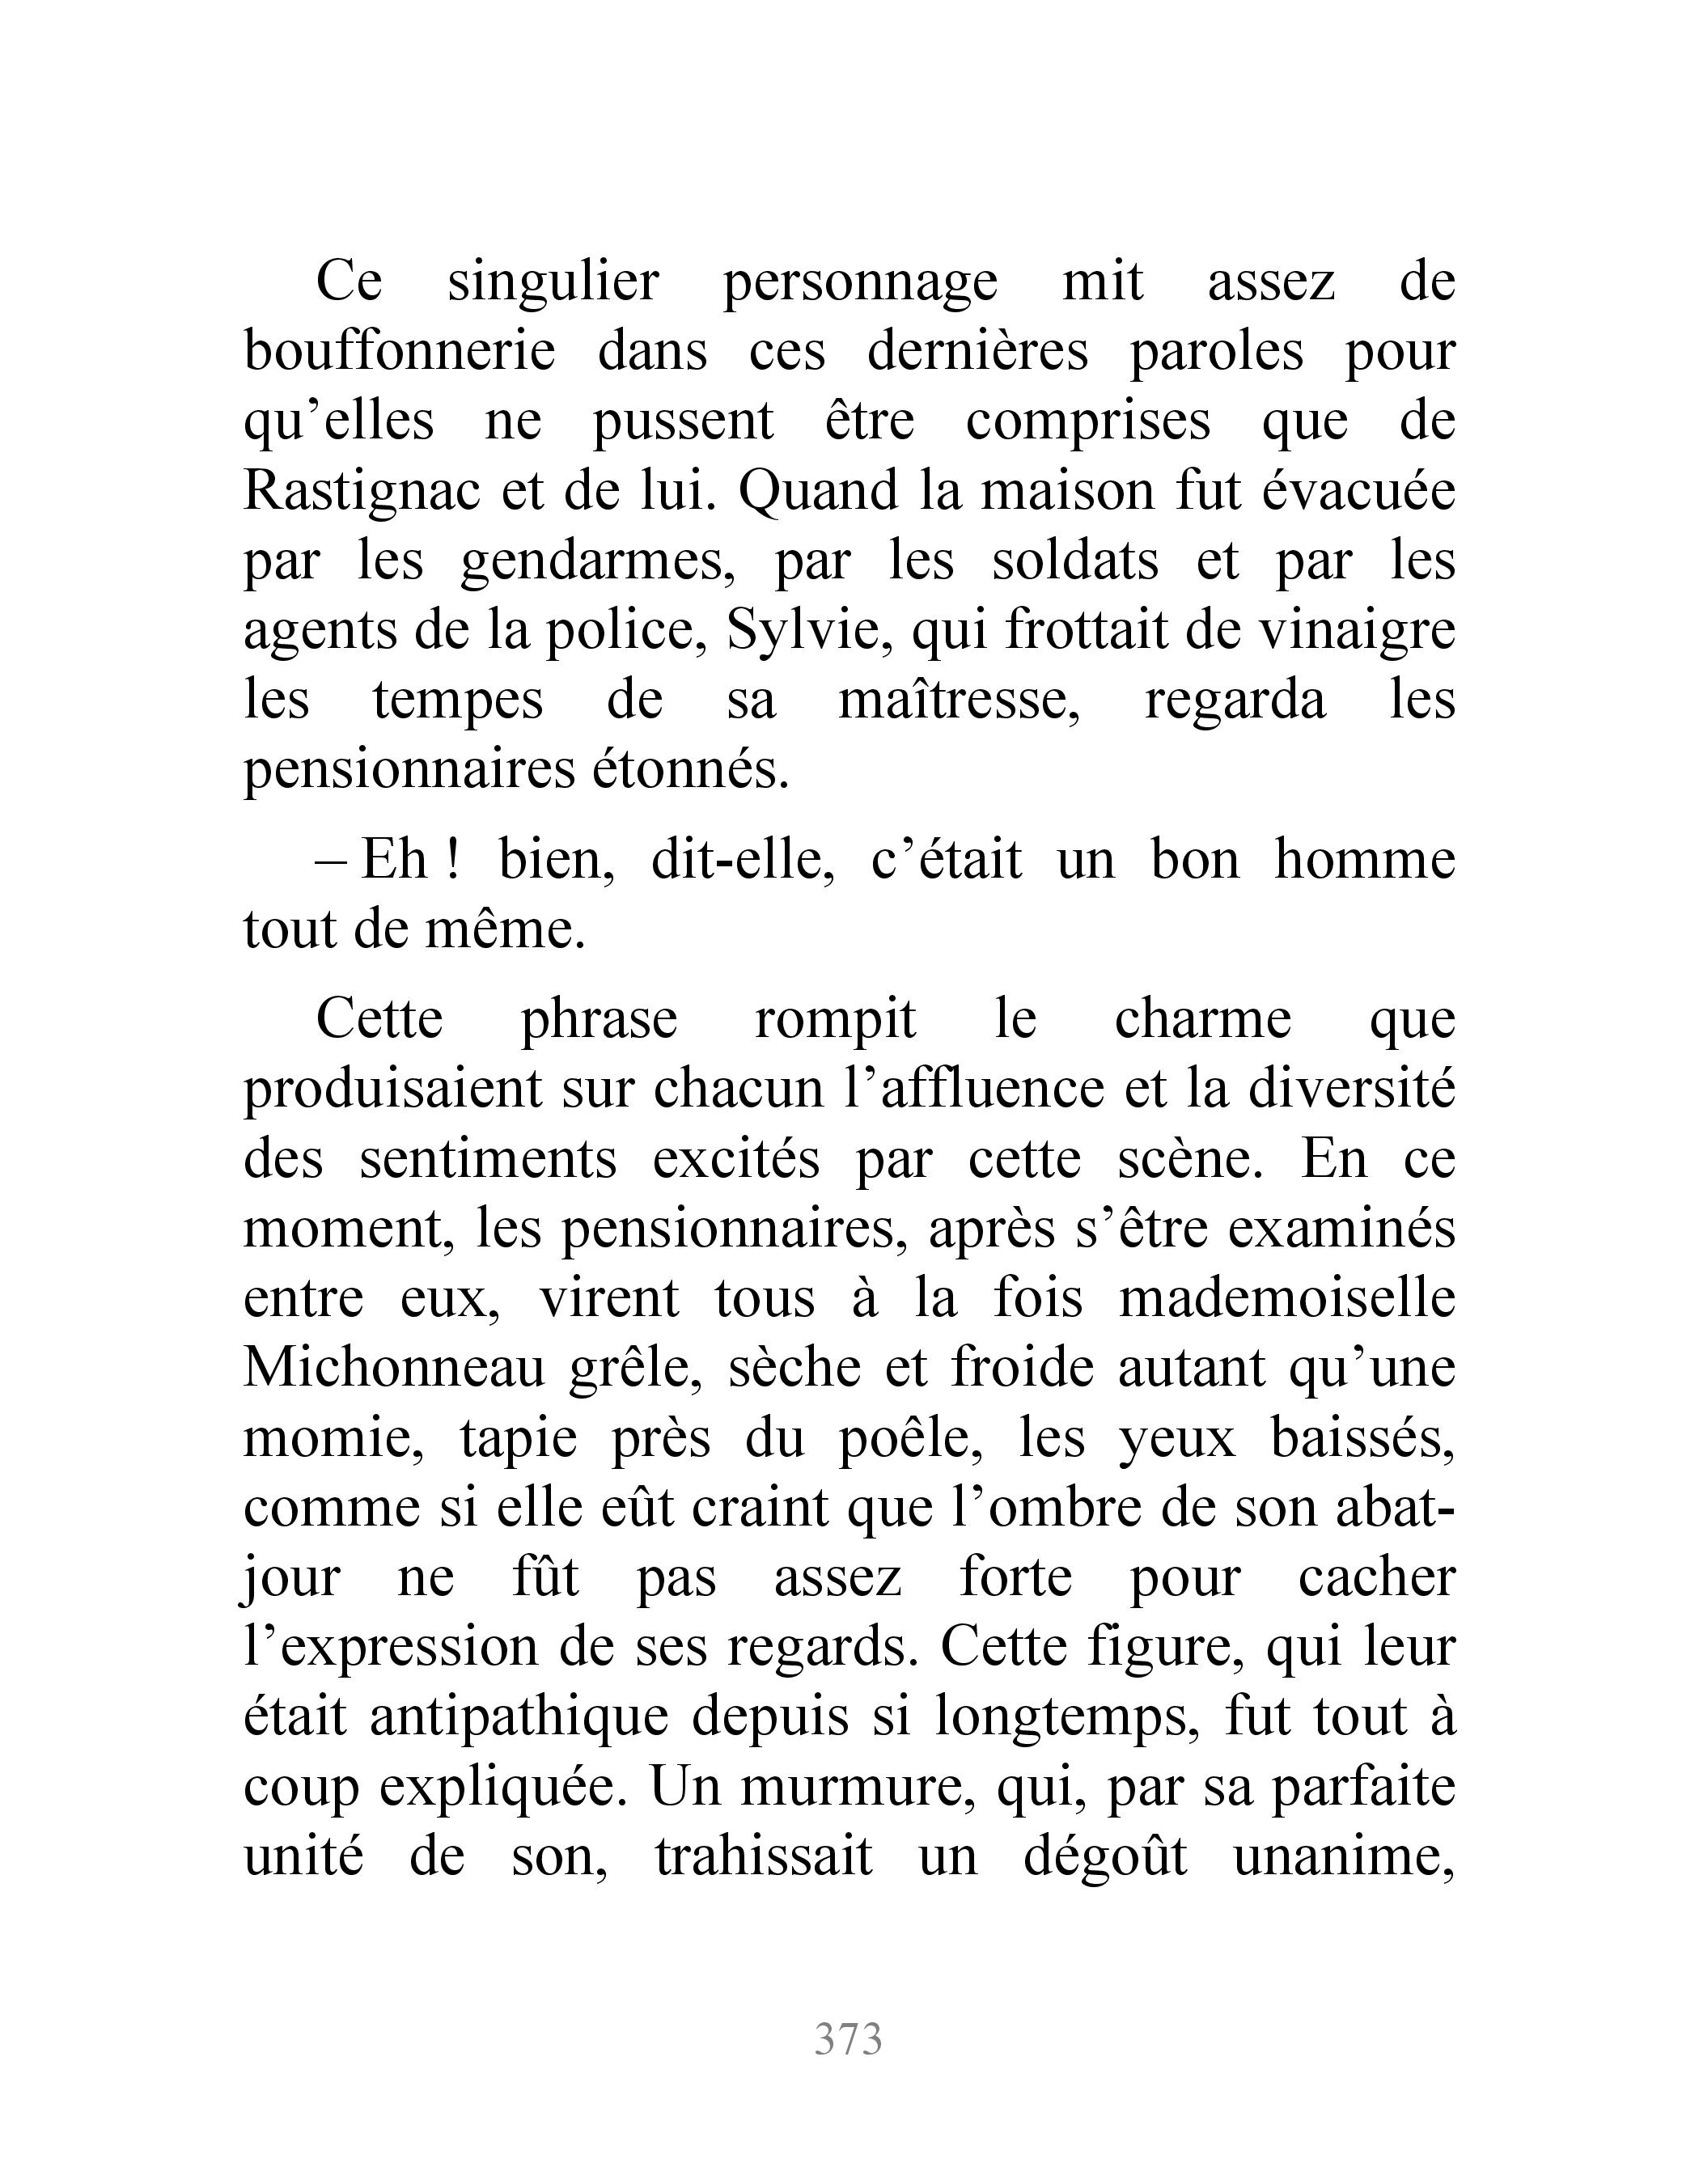 Ce singulier personnage mit assez de
bouffonnerie dans ces dernières paroles pour
qu’elles ne pussent être comprises que de
Rastignac et de lui. Quand la maison fut évacuée
par les gendarmes, par les soldats et par les
agents de la police, Sylvie, qui frottait de vinaigre
les tempes de sa maîtresse, regarda les
pensionnaires étonnés.
– Eh ! bien, dit-elle, c’était un bon homme
tout de même.
Cette phrase rompit le charme que
produisaient sur chacun l’affluence et la diversité
des sentiments excités par cette scène. En ce
moment, les pensionnaires, après s’être examinés
entre eux, virent tous à la fois mademoiselle
Michonneau grêle, sèche et froide autant qu’une
momie, tapie près du poêle, les yeux baissés,
comme si elle eût craint que l’ombre de son abat-
jour ne fût pas assez forte pour cacher
l’expression de ses regards. Cette figure, qui leur
était antipathique depuis si longtemps, fut tout à
coup expliquée. Un murmure, qui, par sa parfaite
unité de son, trahissait un dégoût unanime,
373